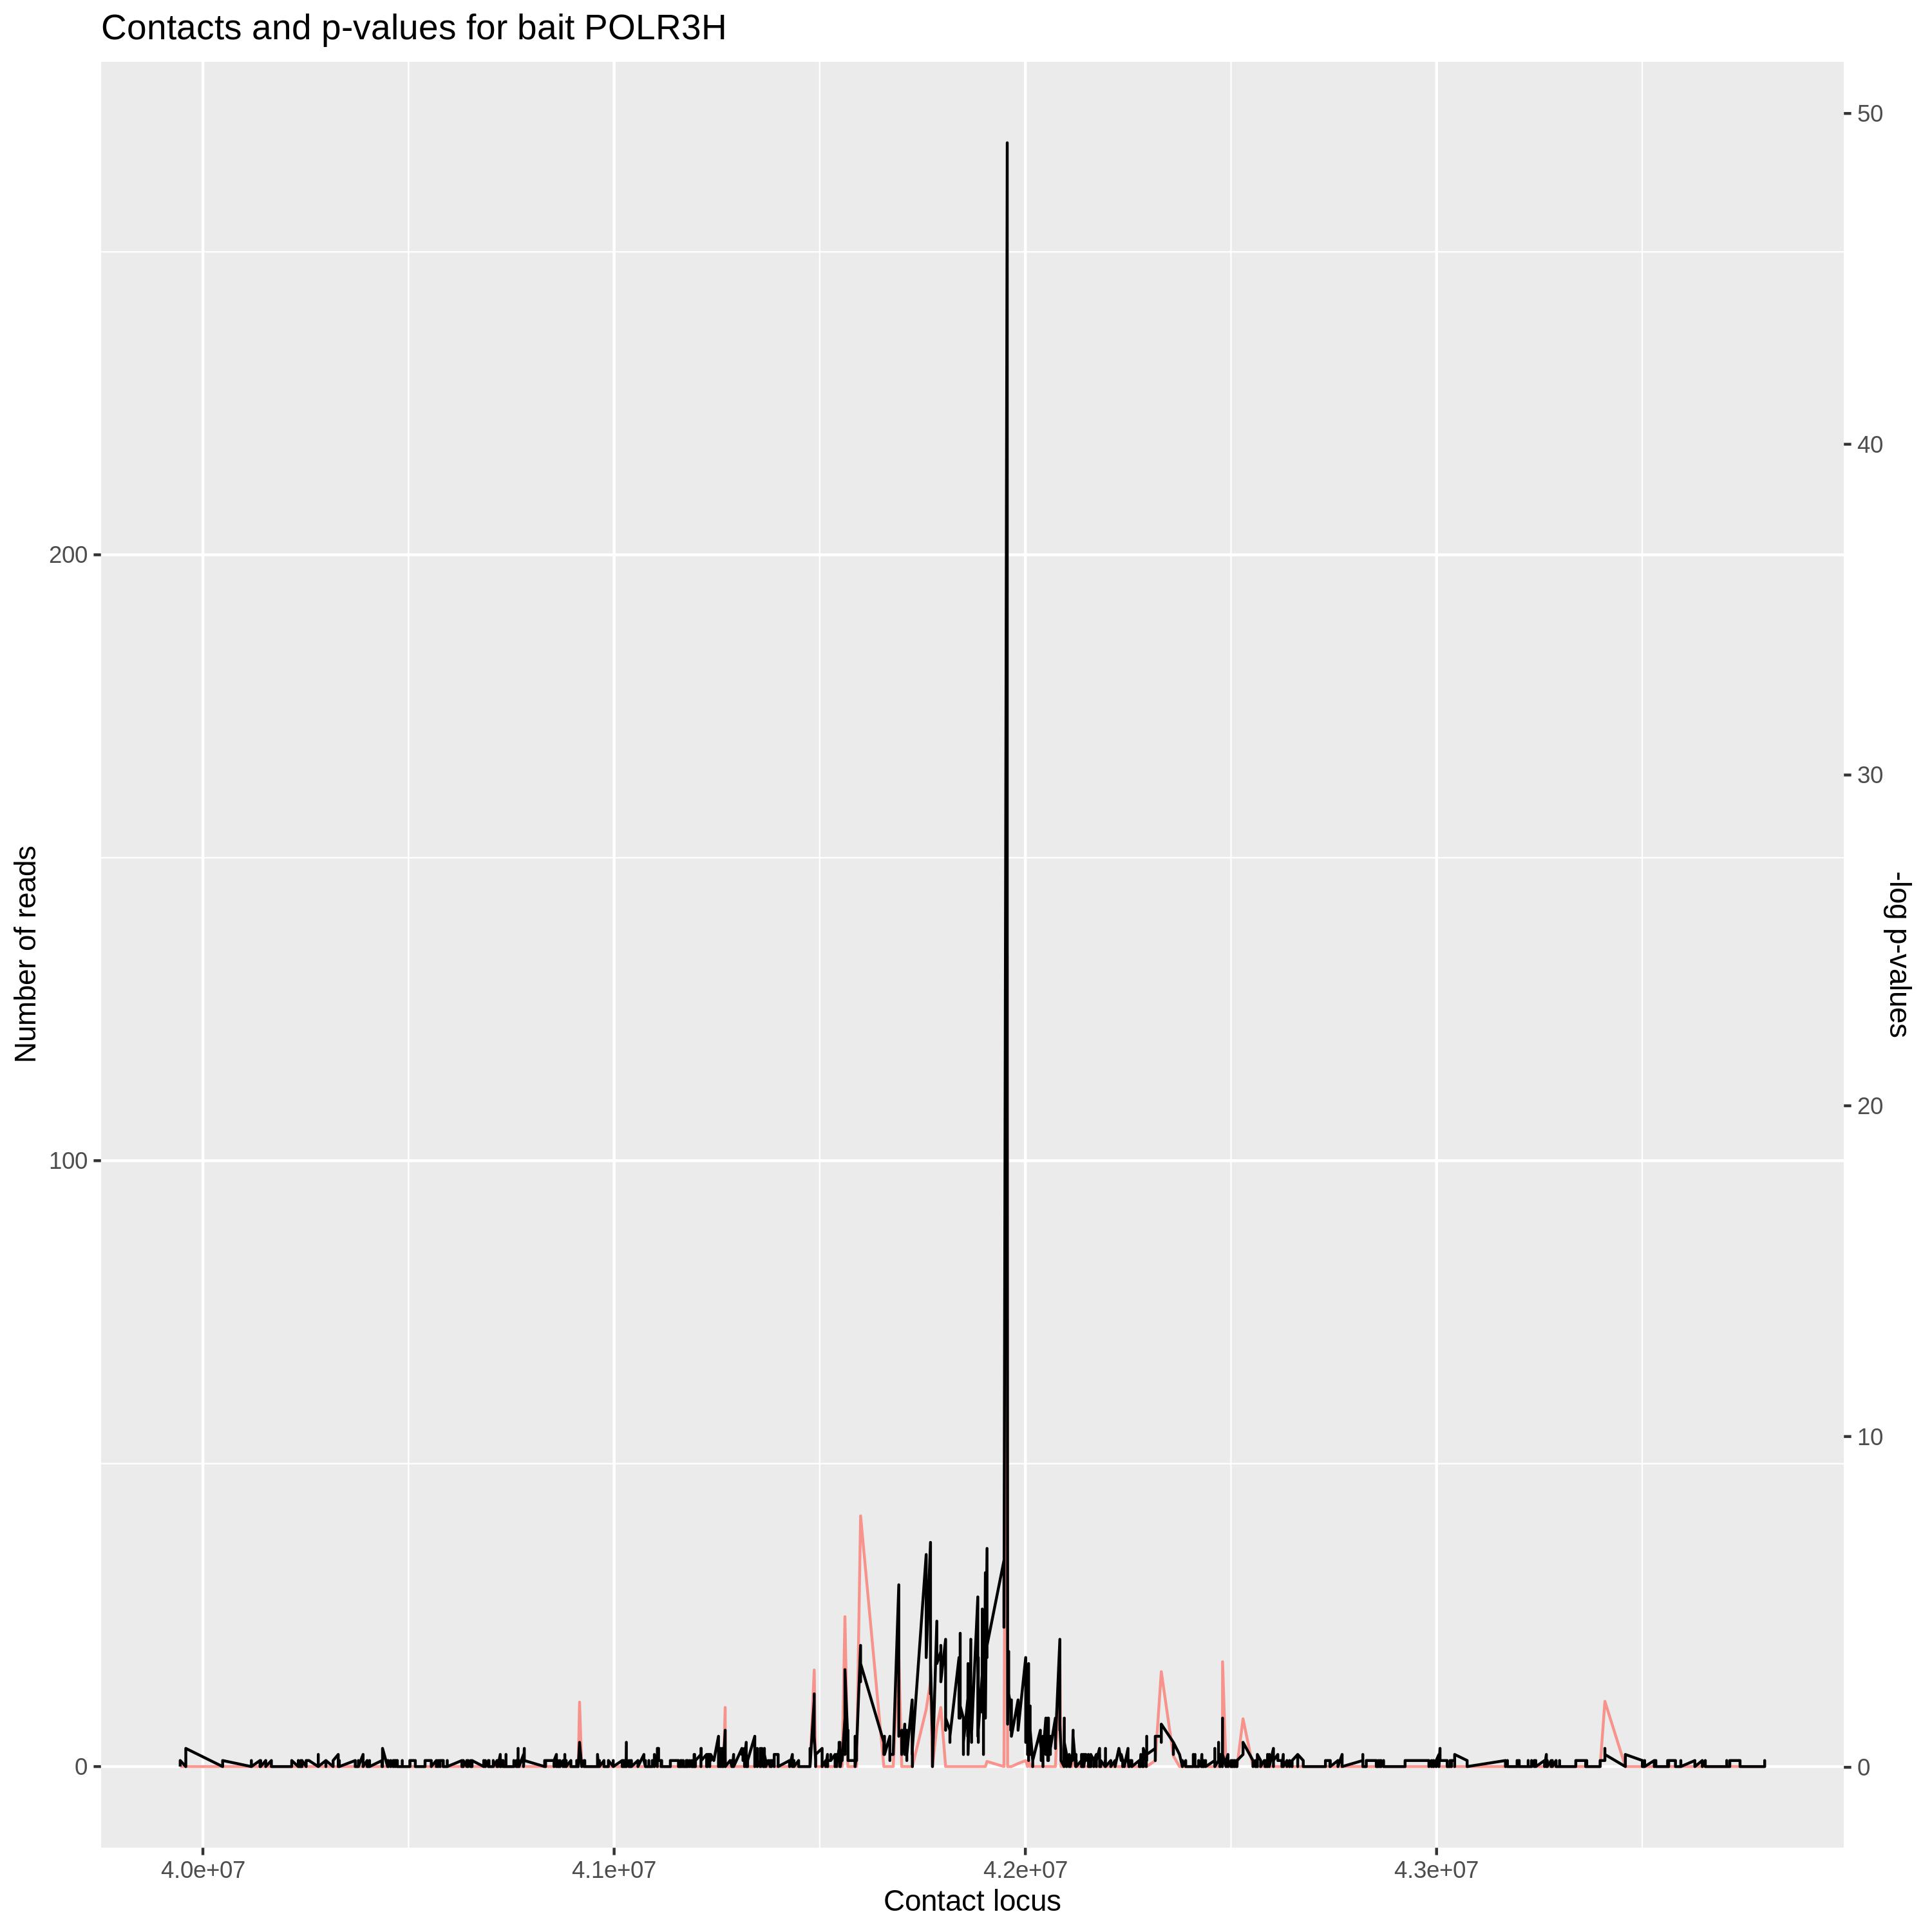 Contacts and p-values for bait POLR3H
Number of reads
200
100
0
50
40
30
20
10
0
-log p-values
4.0e+07
4.1e+07
4.2e+07
4.3e+07
Contact locus